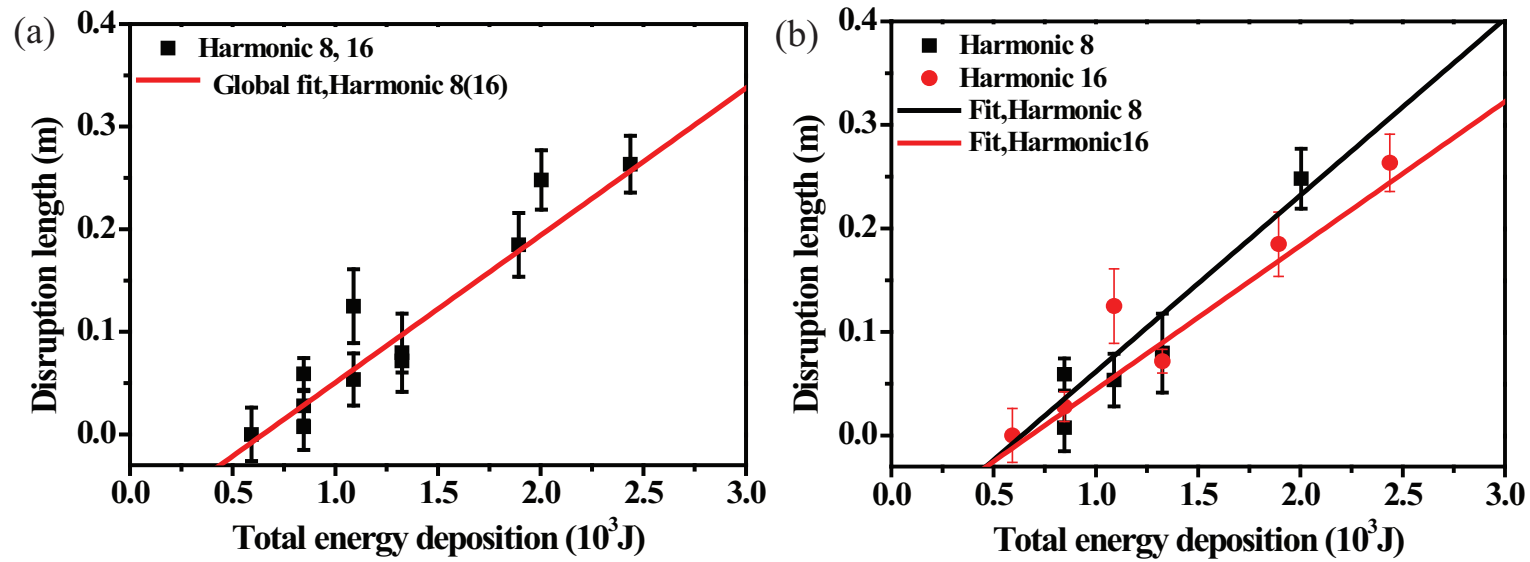 (a)
Harmonic 8, 16
Global fit,Harmonic 8(16)
Disruption length (m)
0.4
0.3
0.2
0.1
0.0
0.0 0.5 1.0 1.5 2.0 2.5 3.0
Total energy deposition (10³J)
(b)
Harmonic 8
Harmonic 16
Fit,Harmonic 8
Fit,Harmonic16
Disruption length (m)
0.4
0.3
0.2
0.1
0.0
0.0 0.5 1.0 1.5 2.0 2.5 3.0
Total energy deposition (10³J)